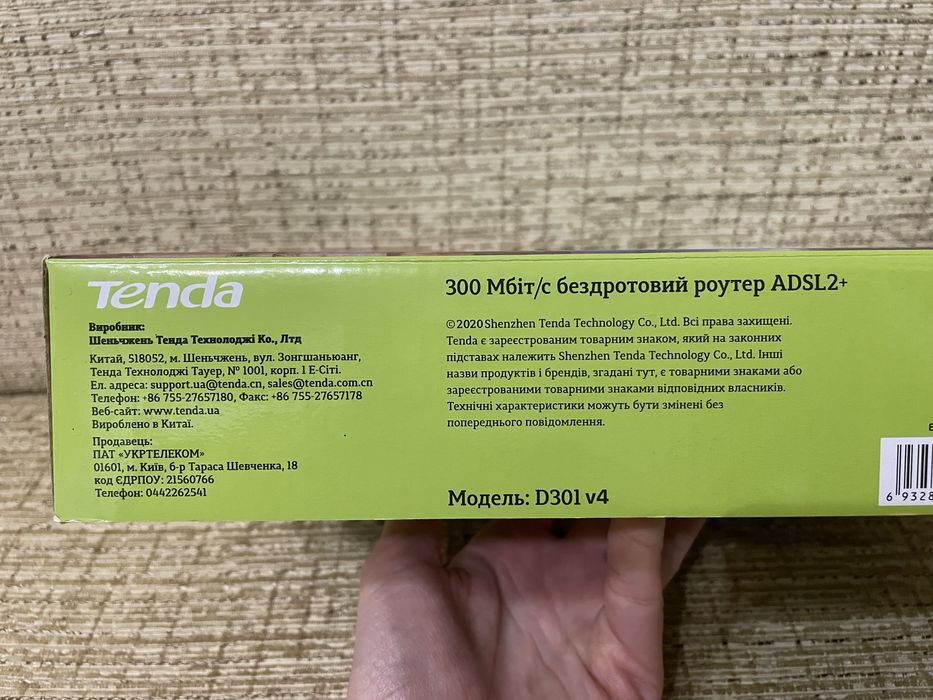 Tenda
Виробник:
Шеньчжень Тенда Технолоджі Ко., Лтд
Китай, 518052, м. Шеньчжень, вул. Зонгшаньюанг,
Тенда Технолоджі Тауер, № 1001, корп. 1 Е-Сіті.
Ел. адреса: support.ua@tenda.cn, sales@tenda.com.cn
Телефон: +86 755-27657180, Факс: +86 755-27657178
Веб-сайт: www.tenda.ua
Вироблено в Китаї.
Продавець:
ПАТ «УКРТЕЛЕКОМ»
01601, м. Київ, б-р Тараса Шевченка, 18
код ЄДРПОУ: 21560766
Телефон: 0442262541
300 Мбіт/с бездротовий роутер ADSL2+
©2020 Shenzhen Tenda Technology Co., Ltd. Всі права захищені.
Tenda є зареєстрованим товарним знаком, який на законних
підставах належить Shenzhen Tenda Technology Co., Ltd. Інші
назви продуктів і брендів, згадані тут, є товарними знаками або
зареєстрованими товарними знаками відповідних власників.
Технічні характеристики можуть бути змінені без
попереднього повідомлення.
Модель: D301 v4
6 9328